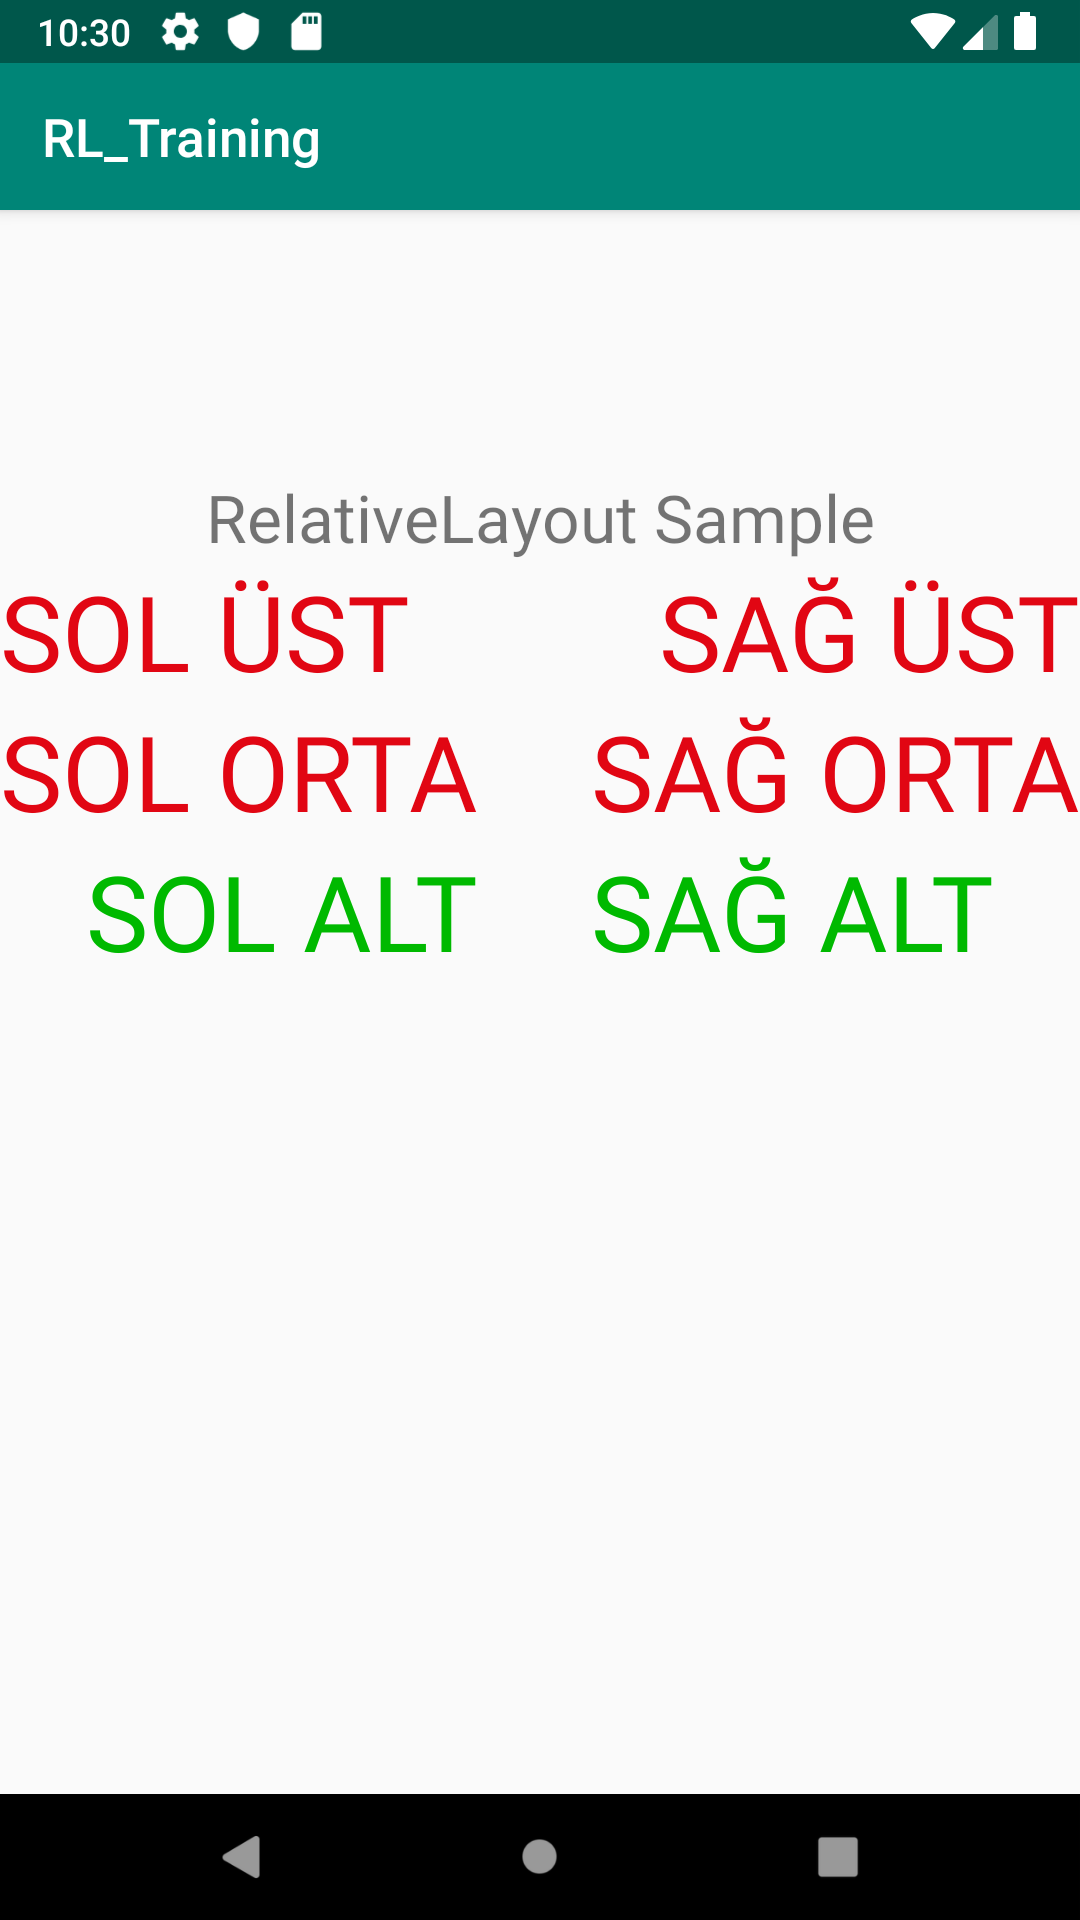 10:30
RL_Training
RelativeLayout Sample
SOL ÜST SAĞ ÜST
SOL ORTA SAĞ ORTA
SOL ALT SAĞ ALT